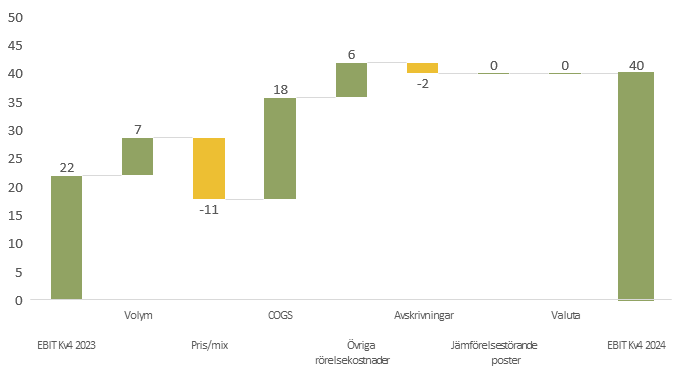 50
45
40
35
30
25
20
15
10
5
0
22
7
-11
18
6
-2
0
0
40
Volym
COGS
Avskrivningar
Valuta
EBIT Kv4 2023
Pris/mix
Övriga
rörelsekostnader
Jämförelsestörande
poster
EBIT Kv4 2024